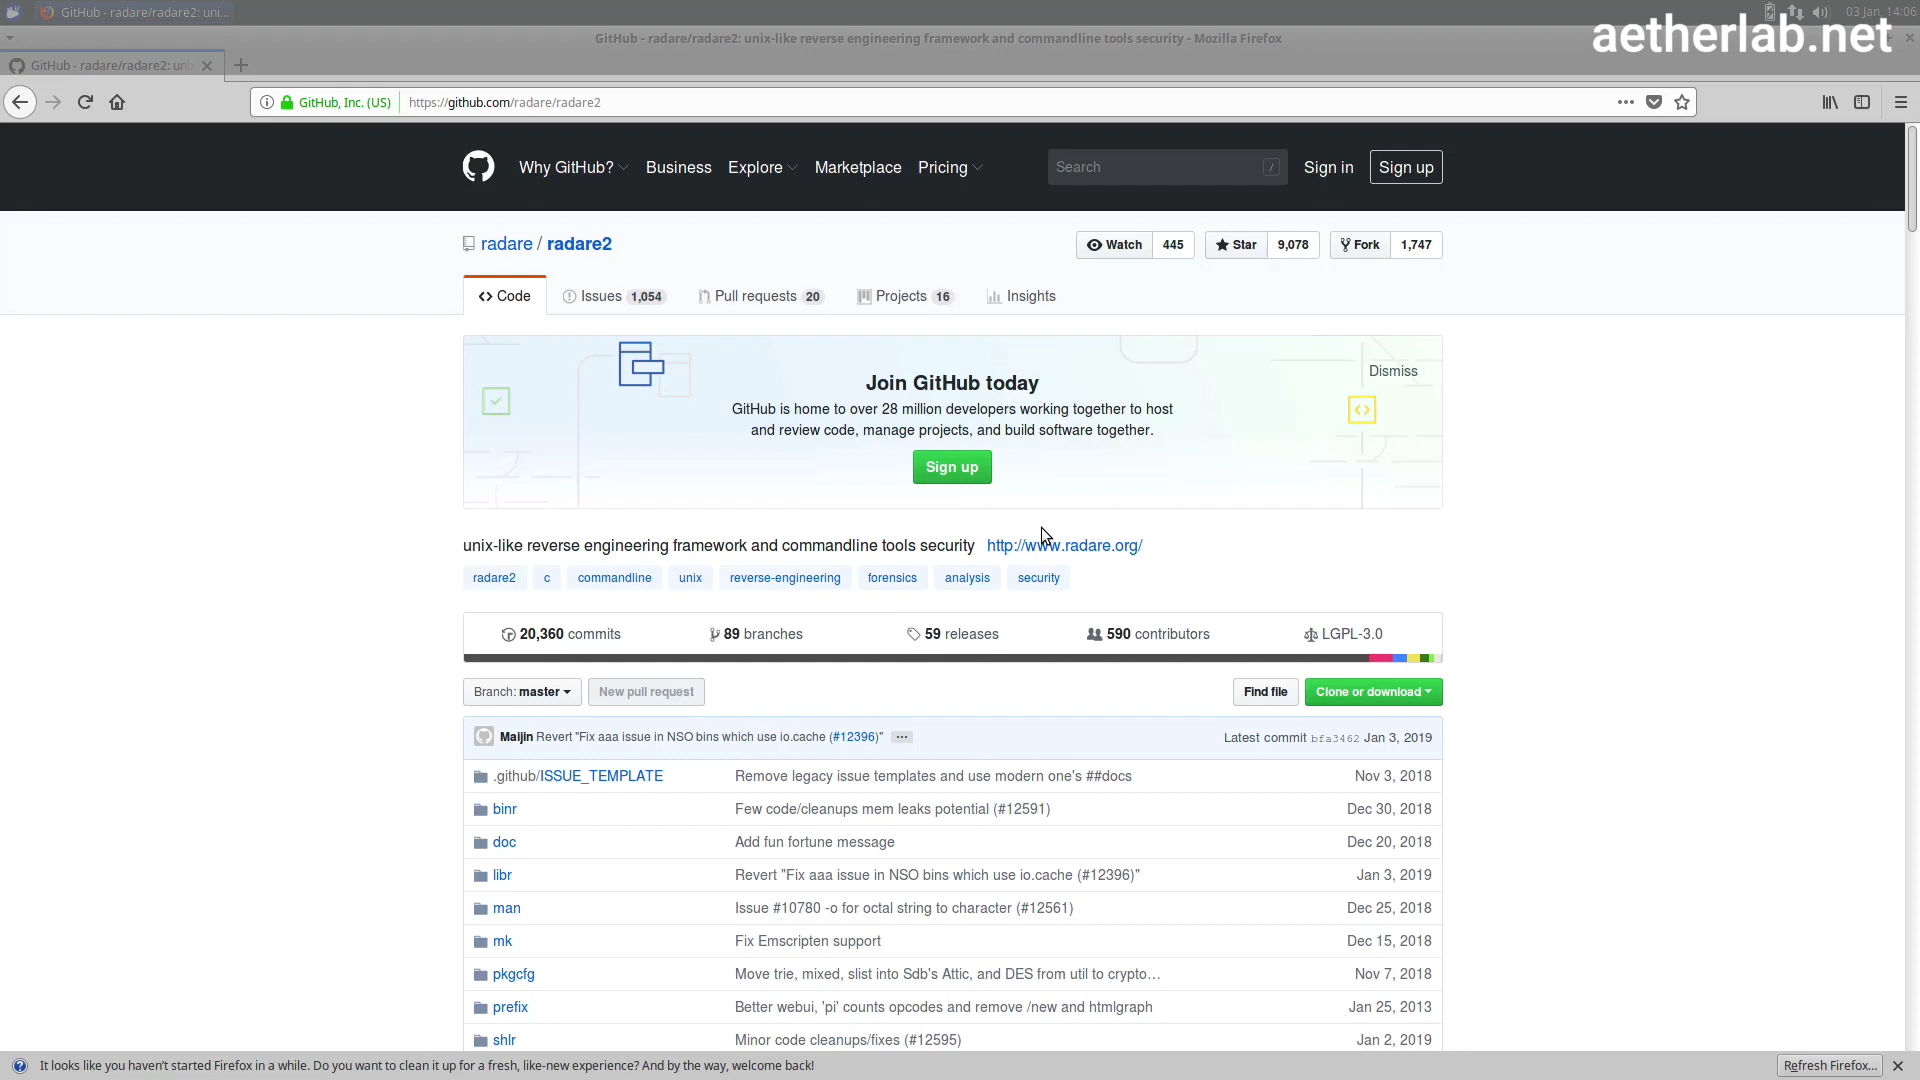 GitHub - radare/radare2: uni...
03 Jan, 14:06
GitHub - radare/radare2: unix-like reverse engineering framework and commandline tools security - Mozilla Firefox
aetherlab.net
GitHub - radare/radare2: uni
GitHub, Inc. (US) https://github.com/radare/radare2
Why GitHub? Business Explore Marketplace Pricing Search / Sign in Sign up
radare / radare2 Watch 445 Star 9,078 Fork 1,747
Code Issues 1,054 Pull requests 20 Projects 16 Insights
Dismiss
Join GitHub today
GitHub is home to over 28 million developers working together to host
and review code, manage projects, and build software together.
Sign up
unix-like reverse engineering framework and commandline tools security http://www.radare.org/
radare2 c commandline unix reverse-engineering forensics analysis security
20,360 commits 89 branches 59 releases 590 contributors LGPL-3.0
Branch: master New pull request Find file Clone or download
Maijin Revert "Fix aaa issue in NSO bins which use io.cache (#12396)" ... Latest commit bfa3462 Jan 3, 2019
.github/ISSUE_TEMPLATE Remove legacy issue templates and use modern one's ##docs Nov 3, 2018
binr Few code/cleanups mem leaks potential (#12591) Dec 30, 2018
doc Add fun fortune message Dec 20, 2018
libr Revert "Fix aaa issue in NSO bins which use io.cache (#12396)" Jan 3, 2019
man Issue #10780 -o for octal string to character (#12561) Dec 25, 2018
mk Fix Emscripten support Dec 15, 2018
pkgcfg Move trie, mixed, slist into Sdb's Attic, and DES from util to crypto… Nov 7, 2018
prefix Better webui, 'pi' counts opcodes and remove /new and htmlgraph Jan 25, 2013
shlr Minor code cleanups/fixes (#12595) Jan 2, 2019
It looks like you haven't started Firefox in a while. Do you want to clean it up for a fresh, like-new experience? And by the way, welcome back! Refresh Firefox...